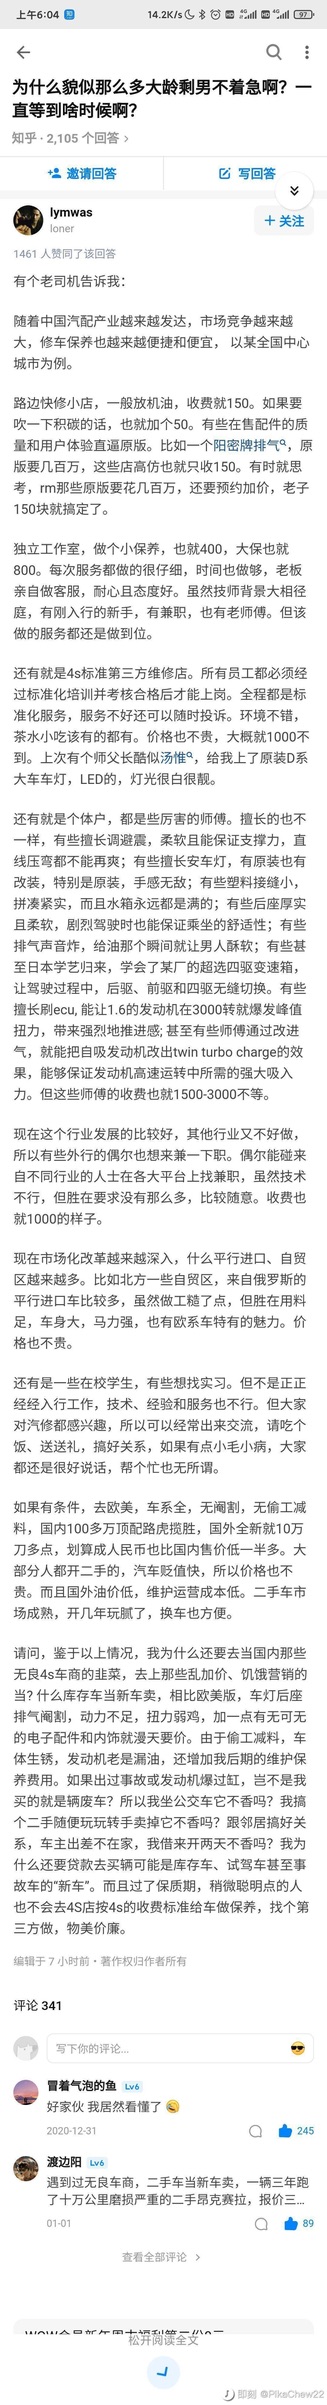 上午6:04
14.2K/s
97
为什么貌似那么多大龄剩男不着急啊？一
直等到啥时候啊？
知乎 · 2,105 个回答
邀请回答
写回答
lymwas
loner
+ 关注
1461 人赞同了该回答
有个老司机告诉我：
随着中国汽配产业越来越发达，市场竞争越来越
大，修车保养也越来越便捷和便宜， 以某全国中心
城市为例。
路边快修小店，一般放机油，收费就150。如果要
吹一下积碳的话，也就加个50。有些在售配件的质
量和用户体验直逼原版。比如一个阳密牌排气，原
版要几百万，这些店高仿也就只收150。有时就思
考，rm那些原版要花几百万，还要预约加价，老子
150块就搞定了。
独立工作室，做个小保养，也就400，大保也就
800。每次服务都做的很仔细，时间也做够，老板
亲自做客服，耐心且态度好。虽然技师背景大相径
庭，有刚入行的新手，有兼职，也有老师傅。但该
做的服务都还是做到位。
还有就是4s标准第三方维修店。所有员工都必须经
过标准化培训并考核合格后才能上岗。全程都是标
准化服务，服务不好还可以随时投诉。环境不错，
茶水小吃该有的都有。价格也不贵，大概就1000不
到。上次有个师父长酷似汤惟，给我上了原装D系
大车车灯，LED的，灯光很白很靓。
还有就是个体户，都是些厉害的师傅。擅长的也不
一样，有些擅长调避震，柔软且能保证支撑力，直
线压弯都不能再爽；有些擅长安车灯，有原装也有
改装，特别是原装，手感无敌；有些塑料接缝小，
拼凑紧实，而且水箱永远都是满的；有些后座厚实
且柔软，剧烈驾驶时也能保证乘坐的舒适性；有些
排气声音炸，给油那个瞬间就让男人酥软；有些甚
至日本学艺归来，学会了某厂的超选四驱变速箱，
让驾驶过程中，后驱、前驱和四驱无缝切换。有些
擅长刷ecu, 能让1.6的发动机在3000转就爆发峰值
扭力，带来强烈地推进感; 甚至有些师傅通过改进
气，就能把自吸发动机改出twin turbo charge的效
果，能够保证发动机高速运转中所需的强大吸入
力。但这些师傅的收费也就1500-3000不等。
现在这个行业发展的比较好，其他行业又不好做，
所以有些外行的偶尔也想来兼一下职。偶尔能碰来
自不同行业的人士在各大平台上找兼职，虽然技术
不行，但胜在要求没有那么多，比较随意。收费也
就1000的样子。
现在市场化改革越来越深入，什么平行进口、自贸
区越来越多。比如北方一些自贸区，来自俄罗斯的
平行进口车比较多，虽然做工糙了点，但胜在用料
足，车身大，马力强，也有欧系车特有的魅力。价
格也不贵。
还有是一些在校学生，有些想找实习。但不是正正
经经入行工作，技术、经验和服务也不行。但大家
对汽修都感兴趣，所以可以经常出来交流，请吃个
饭、送送礼，搞好关系，如果有点小毛小病，大家
都还是很好说话，帮个忙也无所谓。
如果有条件，去欧美，车系全，无阉割，无偷工减
料，国内100多万顶配路虎揽胜，国外全新就10万
刀多点，划算成人民币也比国内售价低一半多。大
部分人都开二手的，汽车贬值快，所以价格也不
贵。而且国外油价低，维护运营成本低。二手车市
场成熟，开几年玩腻了，换车也方便。
请问，鉴于以上情况，我为什么还要去当国内那些
无良4s车商的韭菜，去上那些乱加价、饥饿营销的
当? 什么库存车当新车卖，相比欧美版，车灯后座
排气阉割，动力不足，扭力弱鸡，加一点有无可无
的电子配件和内饰就漫天要价。由于偷工减料，车
体生锈，发动机老是漏油，还增加我后期的维护保
养费用。如果出过事故或发动机爆过缸，岂不是我
买的就是辆废车？所以我坐公交车它不香吗？我搞
个二手随便玩玩转手卖掉它不香吗？跟邻居搞好关
系，车主出差不在家，我借来开两天不香吗？我为
什么还要贷款去买辆可能是库存车、试驾车甚至事
故车的“新车”。而且过了保质期，稍微聪明点的人
也不会去4S店按4s的收费标准给车做保养，找个第
三方做，物美价廉。
编辑于 7 小时前 · 著作权归作者所有
评论 341
写下你的评论...
冒着气泡的鱼 Lv6
好家伙 我居然看懂了
2020-12-31
245
渡边阳 Lv6
遇到过无良车商，二手车当新车卖，一辆三年跑
了十万公里磨损严重的二手昂克赛拉，报价三...
01-01
89
查看全部评论
松开阅读全文
即刻 @PikeChew22